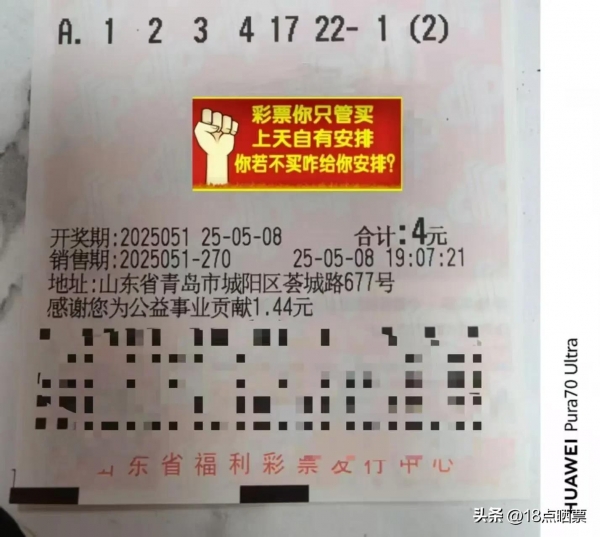 A. 1 2 3 4 17 22- 1 (2)
彩票你只管买
上天自有安排
你若不买咋给你安排?
开奖期:2025051 25-05-08 合计:4元
销售期:2025051-270 25-05-08 19:07:21
地址:山东省青岛市城阳区荟城路677号
感谢您为公益事业贡献1.44元
山东省福利彩票发行中心
HUAWEI Pura70 Ultra
头条 @18点晒票